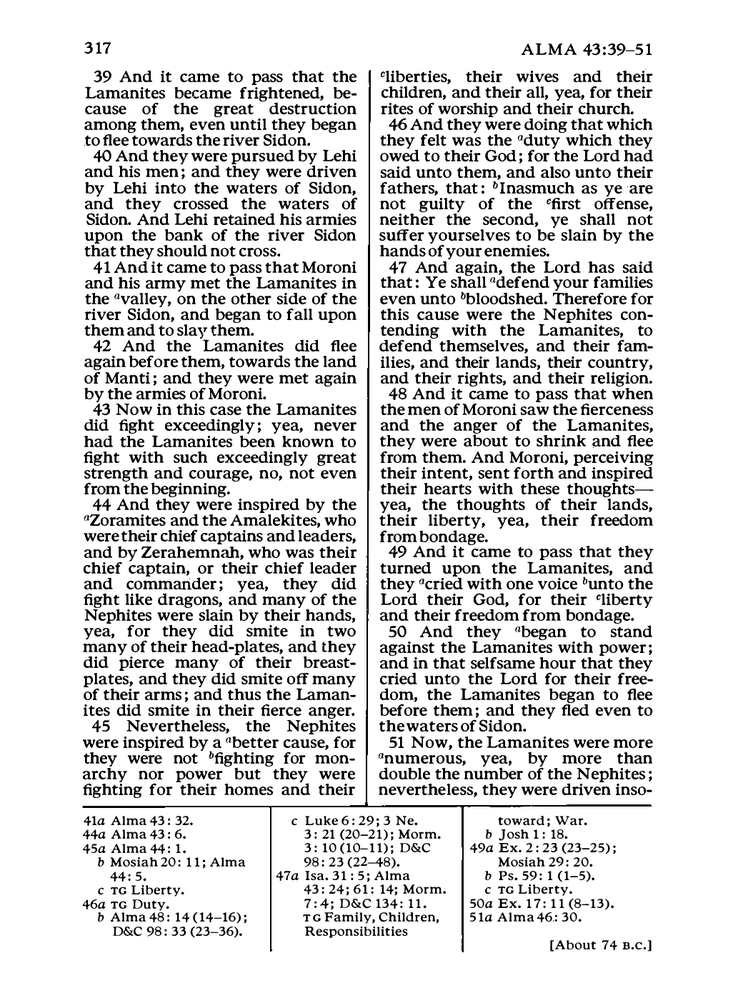 317
ALMA 43:39–51
39 And it came to pass that the
Lamanites became frightened, be-
cause of the great destruction
among them, even until they began
to flee towards the river Sidon.
40 And they were pursued by Lehi
and his men; and they were driven
by Lehi into the waters of Sidon,
and they crossed the waters of
Sidon. And Lehi retained his armies
upon the bank of the river Sidon
that they should not cross.
41 And it came to pass that Moroni
and his army met the Lamanites in
the ᵃvalley, on the other side of the
river Sidon, and began to fall upon
them and to slay them.
42 And the Lamanites did flee
again before them, towards the land
of Manti; and they were met again
by the armies of Moroni.
43 Now in this case the Lamanites
did fight exceedingly; yea, never
had the Lamanites been known to
fight with such exceedingly great
strength and courage, no, not even
from the beginning.
44 And they were inspired by the
ᵃZoramites and the Amalekites, who
were their chief captains and leaders,
and by Zerahemnah, who was their
chief captain, or their chief leader
and commander; yea, they did
fight like dragons, and many of the
Nephites were slain by their hands,
yea, for they did smite in two
many of their head-plates, and they
did pierce many of their breast-
plates, and they did smite off many
of their arms; and thus the Laman-
ites did smite in their fierce anger.
45 Nevertheless, the Nephites
were inspired by a ᵃbetter cause, for
they were not ᵇfighting for mon-
archy nor power but they were
fighting for their homes and their
ᶜliberties, their wives and their
children, and their all, yea, for their
rites of worship and their church.
46 And they were doing that which
they felt was the ᵃduty which they
owed to their God; for the Lord had
said unto them, and also unto their
fathers, that: ᵇInasmuch as ye are
not guilty of the ᶜfirst offense,
neither the second, ye shall not
suffer yourselves to be slain by the
hands of your enemies.
47 And again, the Lord has said
that: Ye shall ᵃdefend your families
even unto ᵇbloodshed. Therefore for
this cause were the Nephites con-
tending with the Lamanites, to
defend themselves, and their fam-
ilies, and their lands, their country,
and their rights, and their religion.
48 And it came to pass that when
the men of Moroni saw the fierceness
and the anger of the Lamanites,
they were about to shrink and flee
from them. And Moroni, perceiving
their intent, sent forth and inspired
their hearts with these thoughts—
yea, the thoughts of their lands,
their liberty, yea, their freedom
from bondage.
49 And it came to pass that they
turned upon the Lamanites, and
they ᵃcried with one voice ᵇunto the
Lord their God, for their ᶜliberty
and their freedom from bondage.
50 And they ᵃbegan to stand
against the Lamanites with power;
and in that selfsame hour that they
cried unto the Lord for their free-
dom, the Lamanites began to flee
before them; and they fled even to
the waters of Sidon.
51 Now, the Lamanites were more
ᵃnumerous, yea, by more than
double the number of the Nephites;
nevertheless, they were driven inso-
41a Alma 43: 32.
44a Alma 43: 6.
45a Alma 44: 1.
b Mosiah 20: 11; Alma
44: 5.
c TG Liberty.
46a TG Duty.
b Alma 48: 14 (14–16);
D&C 98: 33 (23–36).
c Luke 6: 29; 3 Ne.
3: 21 (20–21); Morm.
3: 10 (10–11); D&C
98: 23 (22–48).
47a Isa. 31: 5; Alma
43: 24; 61: 14; Morm.
7: 4; D&C 134: 11.
TG Family, Children,
Responsibilities
toward; War.
b Josh 1: 18.
49a Ex. 2: 23 (23–25);
Mosiah 29: 20.
b Ps. 59: 1 (1–5).
c TG Liberty.
50a Ex. 17: 11 (8–13).
51a Alma 46: 30.
[About 74 B.C.]